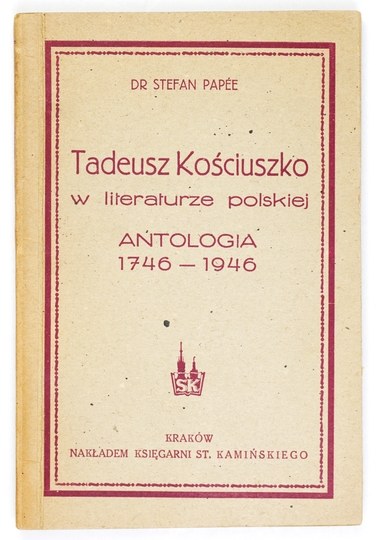 DR STEFAN PAPÉE
Tadeusz Kościuszko
w literaturze polskiej
ANTOLOGIA
1746 – 1946
SK
KRAKÓW
NAKŁADEM KSIĘGARNI ST. KAMIŃSKIEGO